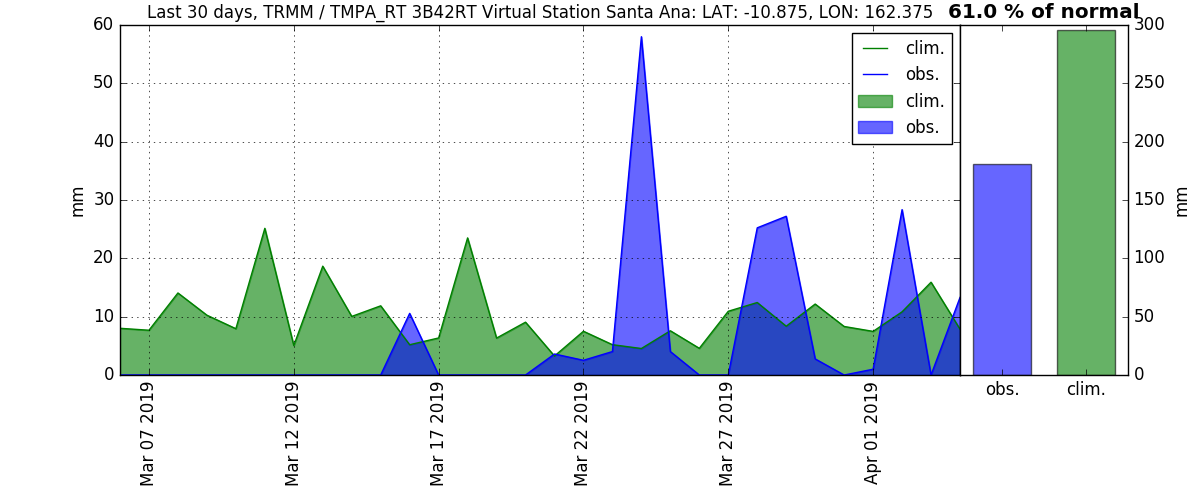 Last 30 days, TRMM / TMPA_RT 3B42RT Virtual Station Santa Ana: LAT: -10.875, LON: 162.375
61.0 % of normal
60
50
40
30
20
10
0
mm
clim.
obs.
clim.
obs.
300
250
200
150
100
50
0
mm
Mar 07 2019
Mar 12 2019
Mar 17 2019
Mar 22 2019
Mar 27 2019
Apr 01 2019
obs.
clim.